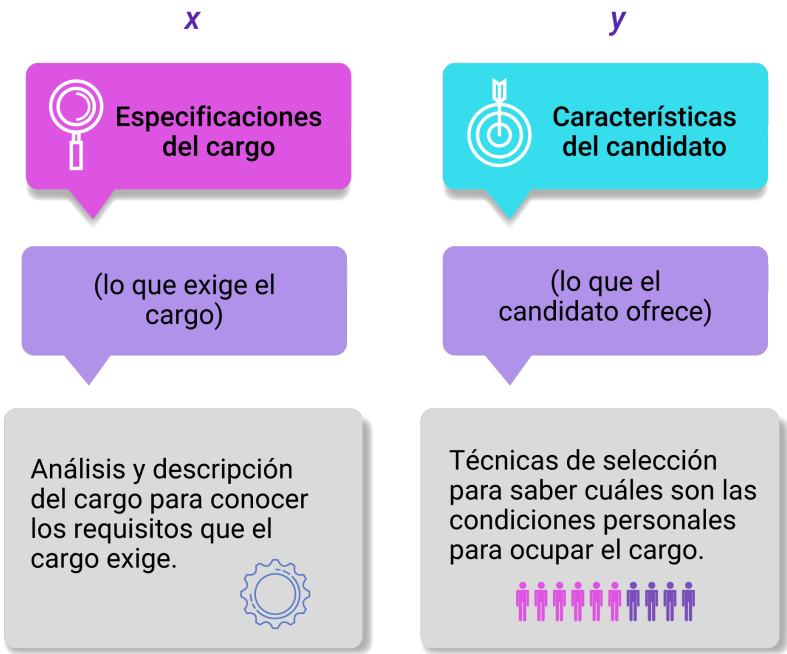 x
Especificaciones
del cargo
(lo que exige el
cargo)
Análisis y descripción
del cargo para conocer
los requisitos que el
cargo exige.
y
Características
del candidato
(lo que el
candidato ofrece)
Técnicas de selección
para saber cuáles son las
condiciones personales
para ocupar el cargo.